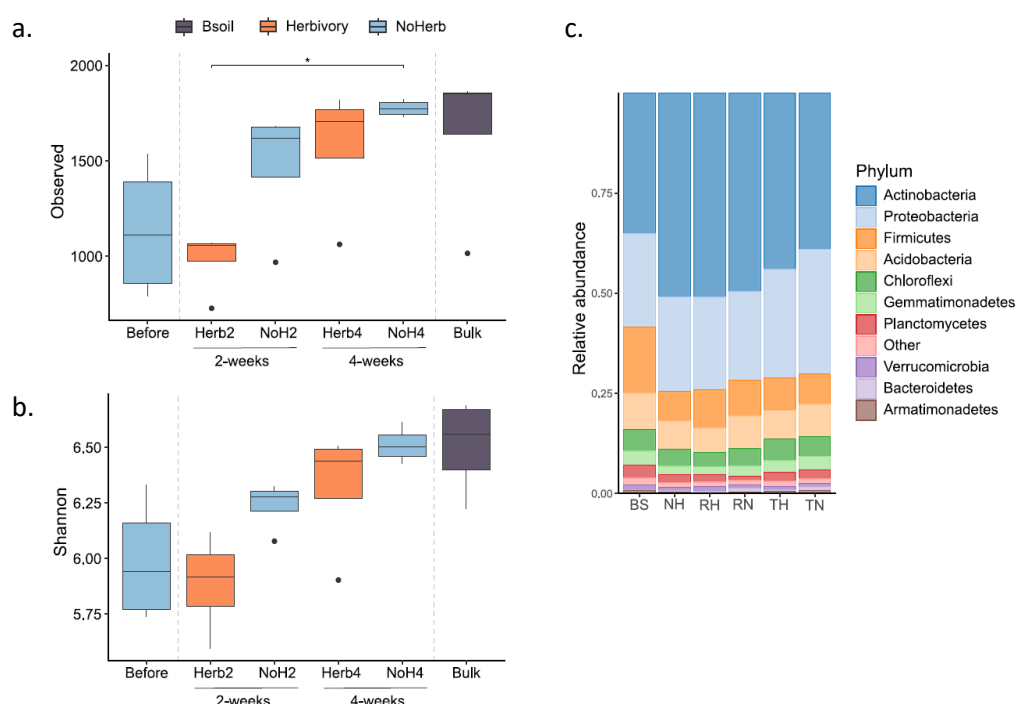 a.
Bsoil Herbivory NoHerb
2000
1500
1000
Observed
*
Before Herb2 NoH2 Herb4 NoH4 Bulk
2-weeks 4-weeks
b.
6.50
6.25
6.00
5.75
Shannon
Before Herb2 NoH2 Herb4 NoH4 Bulk
2-weeks 4-weeks
c.
0.75
0.50
0.25
0.00
Relative abundance
BS NH RH RN TH TN
Phylum
Actinobacteria
Proteobacteria
Firmicutes
Acidobacteria
Chloroflexi
Gemmatimonadetes
Planctomycetes
Other
Verrucomicrobia
Bacteroidetes
Armatimonadetes